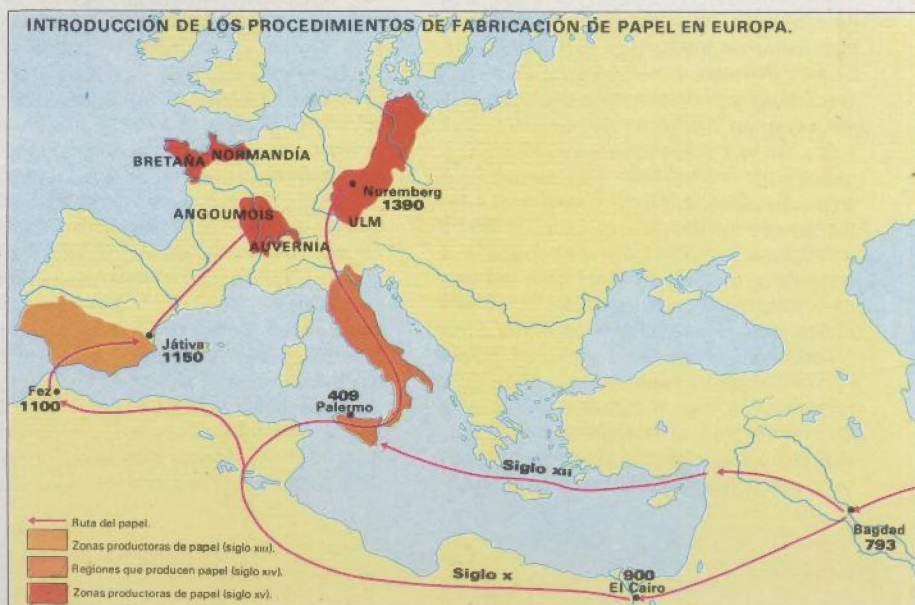 INTRODUCCIÓN DE LOS PROCEDIMIENTOS DE FABRICACIÓN DE PAPEL EN EUROPA.
BRETAÑA
NORMANDÍA
Nuremberg
1390
ANGOUMOIS
ULM
AUVERNIA
Játiva
1150
Fez
1100
409
Palermo
Siglo XII
Bagdad
793
Siglo X
900
El Cairo
Ruta del papel.
Zonas productoras de papel (siglo XIII).
Regiones que producen papel (siglo XIV).
Zonas productoras de papel (siglo XV).